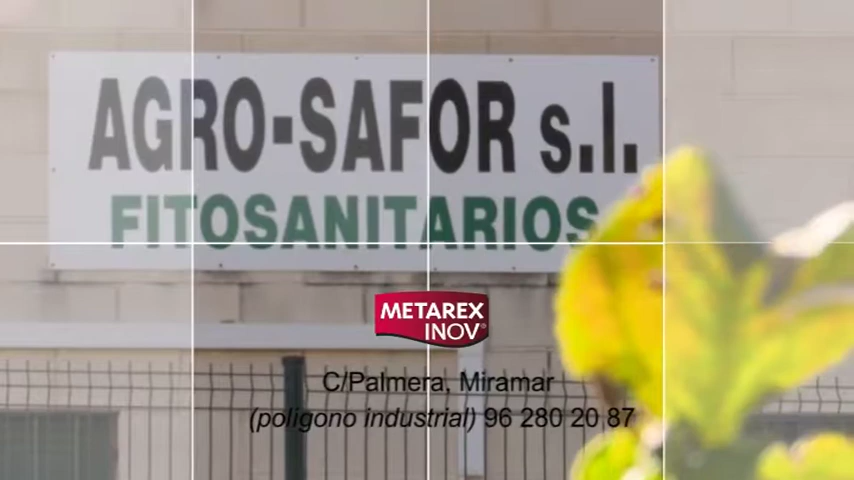 AGRO-SAFOR s.l.
FITOSANITARIOS
METAREX
INOV®
C/Palmera, Miramar
(polígono industrial) 96 280 20 87